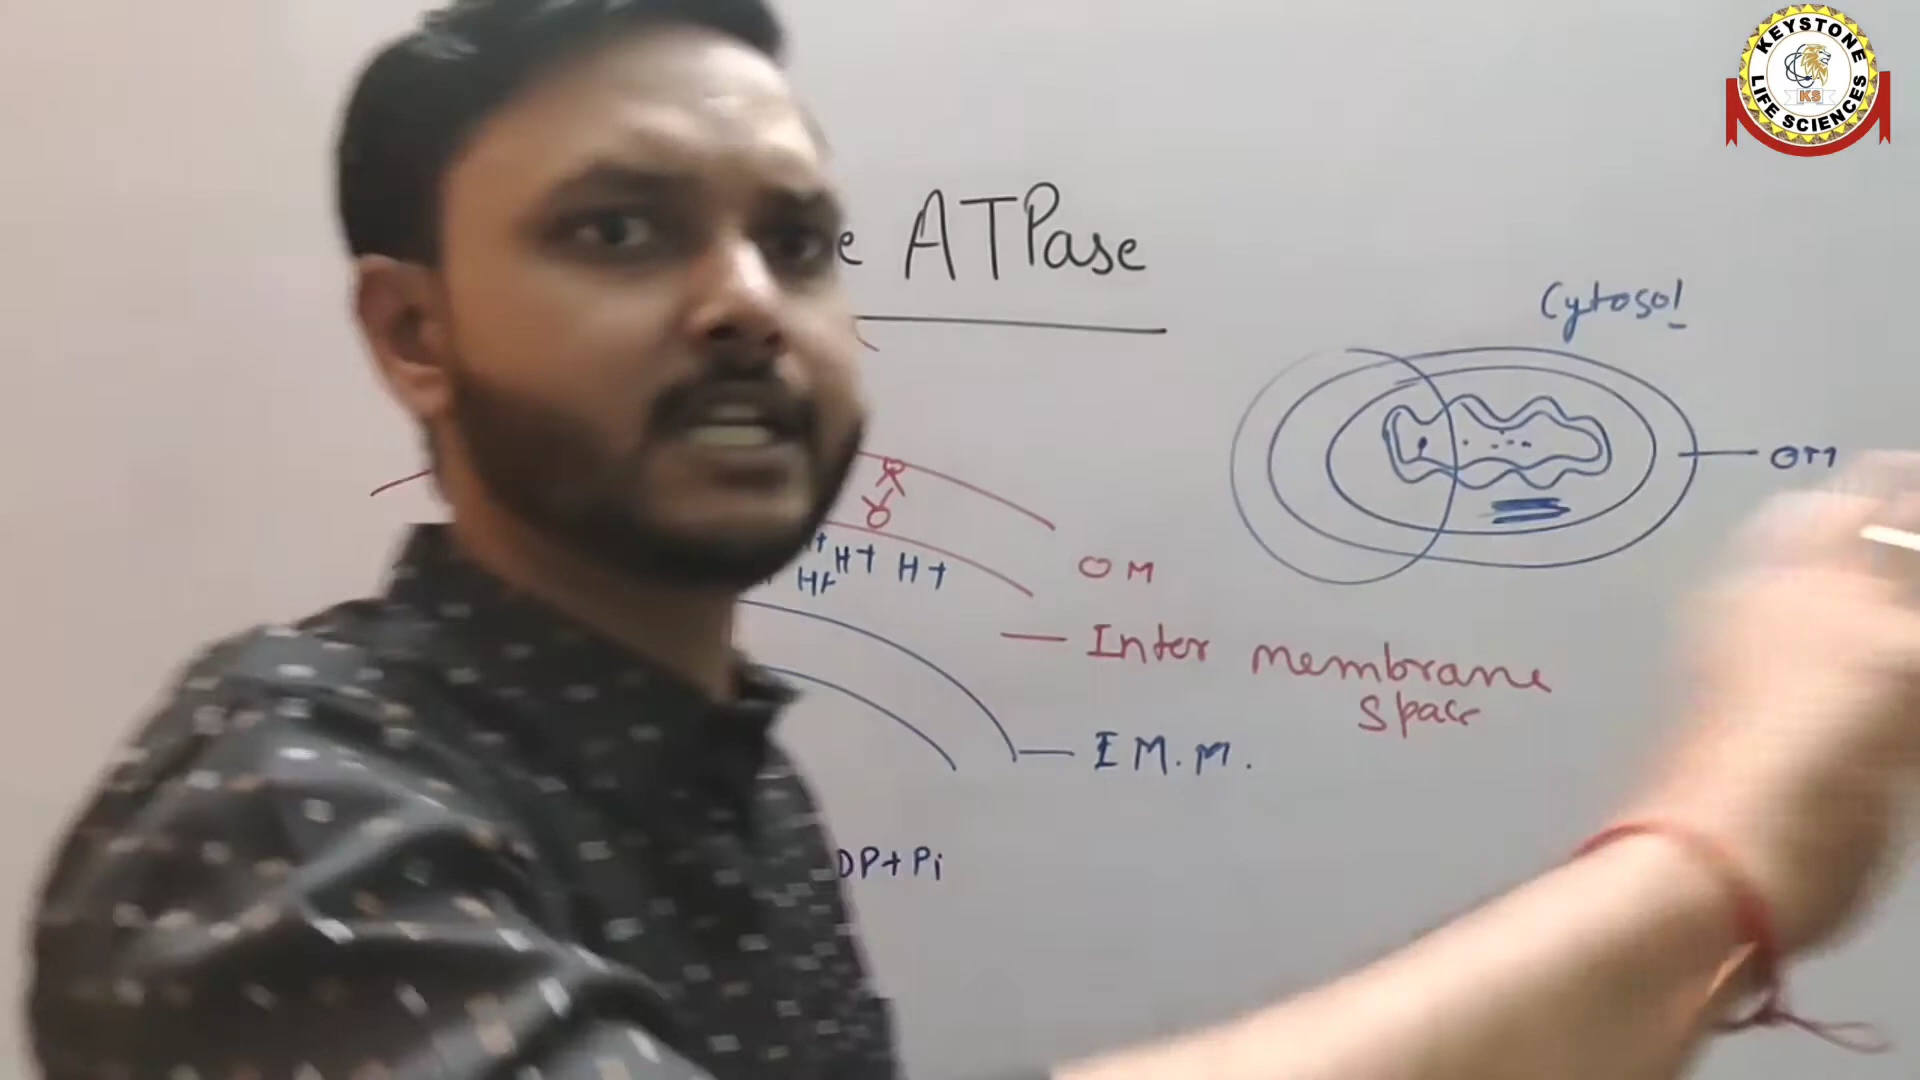 KEYSTONE
LIFE SCIENCES
KS
e ATPase
Cytosol
OM
H+ H+
H+
OM
Inter membrane
space
I M.M.
DP+Pi